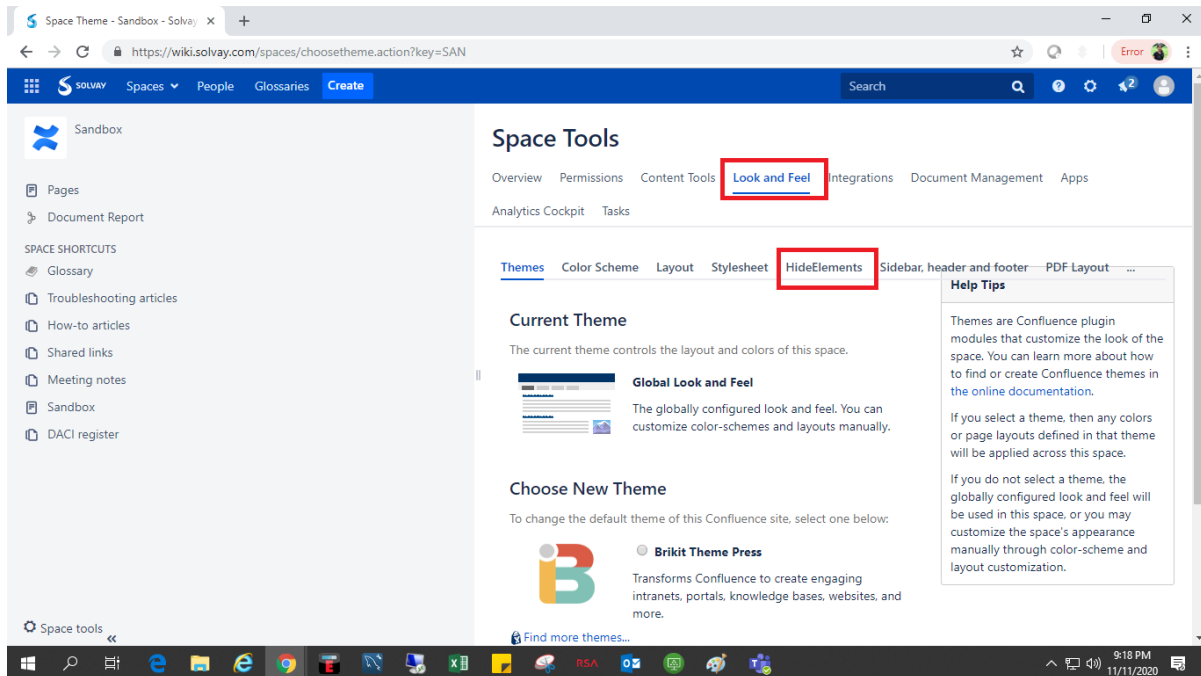 Space Theme - Sandbox - Solvay
https://wiki.solvay.com/spaces/choosetheme.action?key=SAN
Error
SOLVAY Spaces People Glossaries Create Search 2
Sandbox
Pages
Document Report
SPACE SHORTCUTS
Glossary
Troubleshooting articles
How-to articles
Shared links
Meeting notes
Sandbox
DACI register
Space tools
Space Tools
Overview Permissions Content Tools Look and Feel Integrations Document Management Apps
Analytics Cockpit Tasks
Themes Color Scheme Layout Stylesheet HideElements Sidebar, header and footer PDF Layout ...
Current Theme
The current theme controls the layout and colors of this space.
Global Look and Feel
The globally configured look and feel. You can
customize color-schemes and layouts manually.
Choose New Theme
To change the default theme of this Confluence site, select one below:
Brikit Theme Press
Transforms Confluence to create engaging
intranets, portals, knowledge bases, websites, and
more.
Find more themes...
Help Tips
Themes are Confluence plugin
modules that customize the look of the
space. You can learn more about how
to find or create Confluence themes in
the online documentation.
If you select a theme, then any colors
or page layouts defined in that theme
will be applied across this space.
If you do not select a theme, the
globally configured look and feel will
be used in this space, or you may
customize the space's appearance
manually through color-scheme and
layout customization.
RSA
9:18 PM
11/11/2020